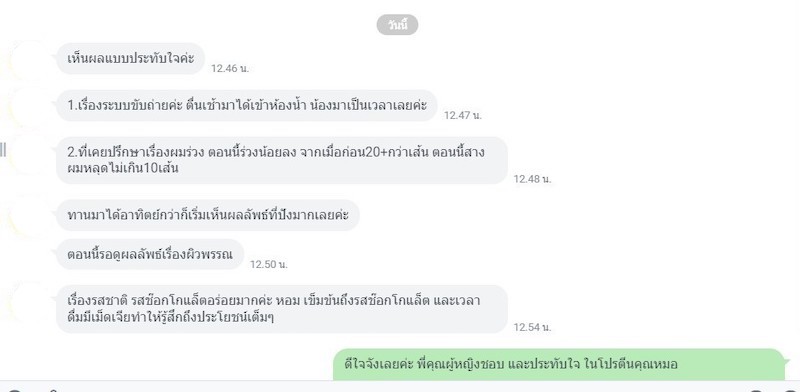 วันนี้
เห็นผลแบบประทับใจค่ะ
12.46 น.
1.เรื่องระบบขับถ่ายค่ะ ตื่นเช้ามาได้เข้าห้องน้ำ น้องมาเป็นเวลาเลยค่ะ
12.47 น.
2.ที่เคยปรึกษาเรื่องผมร่วง ตอนนี้ร่วงน้อยลง จากเมื่อก่อน20+กว่าเส้น ตอนนี้สาง
ผมหลุดไม่เกิน10เส้น
12.48 น.
ทานมาได้อาทิตย์กว่าก็เริ่มเห็นผลลัพธ์ที่ปังมากเลยค่ะ
ตอนนี้รอดูผลลัพธ์เรื่องผิวพรรณ
12.50 น.
เรื่องรสชาติ รสช๊อกโกแล็ตอร่อยมากค่ะ หอม เข็มข้นถึงรสช๊อกโกแล็ต และเวลา
ดื่มมีเม็ดเจียทำให้รู้สึกถึงประโยชน์เต็มๆ
12.54 น.
ดีใจจังเลยค่ะ พี่คุณผู้หญิงชอบ และประทับใจ ในโปรตีนคุณหมอ